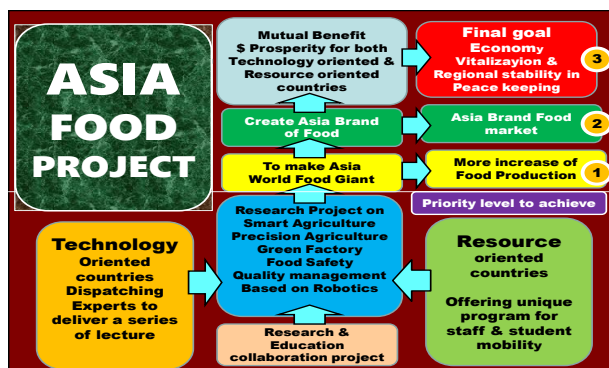 ASIA
FOOD
PROJECT
Mutual Benefit
$ Prosperity for both
Technology oriented &
Resource oriented
countries
Final goal
Economy
Vitalizayion &
Regional stability in
Peace keeping
3
Create Asia Brand
of Food
Asia Brand Food
market
2
To make Asia
World Food Giant
More increase of
Food Production
1
Priority level to achieve
Technology
Oriented
countries
Dispatching
Experts to
deliver a series
of lecture
Research Project on
Smart Agriculture
Precision Agriculture
Green Factory
Food Safety
Quality management
Based on Robotics
Resource
oriented
countries
Offering unique
program for
staff & student
mobility
Research &
Education
collaboration project